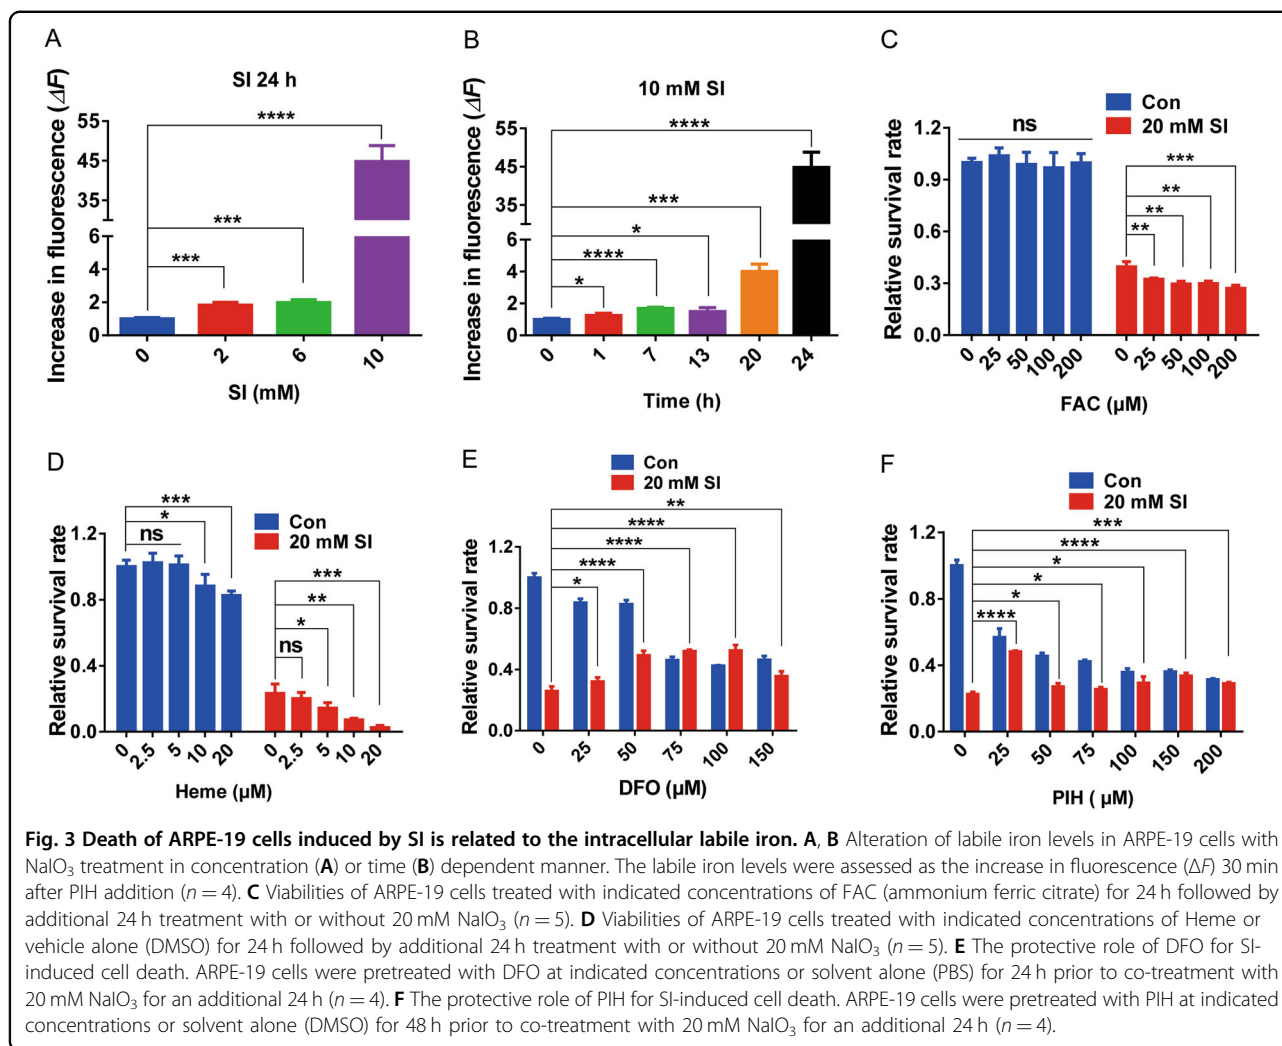 A
SI 24 h
Increase in fluorescence (ΔF)
55
45
35
6
4
2
0
****
***
***
0 2 6 10
SI (mM)
B
10 mM SI
Increase in fluorescence (ΔF)
55
45
35
6
4
2
0
****
***
*
****
*
0 1 7 13 20 24
Time (h)
C
Con
20 mM SI
Relative survival rate
1.2
0.9
0.6
0.3
0.0
ns
***
**
**
**
0 25 50 100 200 0 25 50 100 200
FAC (µM)
D
Con
20 mM SI
Relative survival rate
1.2
0.8
0.4
0.0
***
*
ns
***
**
*
ns
0 2.5 5 10 20 0 2.5 5 10 20
Heme (µM)
E
Con
20 mM SI
Relative survival rate
1.2
0.8
0.4
0.0
**
****
****
****
*
0 25 50 75 100 150
DFO (µM)
F
Con
20 mM SI
Relative survival rate
1.2
0.8
0.4
0.0
***
****
*
*
*
****
0 25 50 75 100 150 200
PIH ( µM)
Fig. 3 Death of ARPE-19 cells induced by SI is related to the intracellular labile iron. A, B Alteration of labile iron levels in ARPE-19 cells with
NaIO₃ treatment in concentration (A) or time (B) dependent manner. The labile iron levels were assessed as the increase in fluorescence (ΔF) 30 min
after PIH addition (n = 4). C Viabilities of ARPE-19 cells treated with indicated concentrations of FAC (ammonium ferric citrate) for 24 h followed by
additional 24 h treatment with or without 20 mM NaIO₃ (n = 5). D Viabilities of ARPE-19 cells treated with indicated concentrations of Heme or
vehicle alone (DMSO) for 24 h followed by additional 24 h treatment with or without 20 mM NaIO₃ (n = 5). E The protective role of DFO for SI-
induced cell death. ARPE-19 cells were pretreated with DFO at indicated concentrations or solvent alone (PBS) for 24 h prior to co-treatment with
20 mM NaIO₃ for an additional 24 h (n = 4). F The protective role of PIH for SI-induced cell death. ARPE-19 cells were pretreated with PIH at indicated
concentrations or solvent alone (DMSO) for 48 h prior to co-treatment with 20 mM NaIO₃ for an additional 24 h (n = 4).